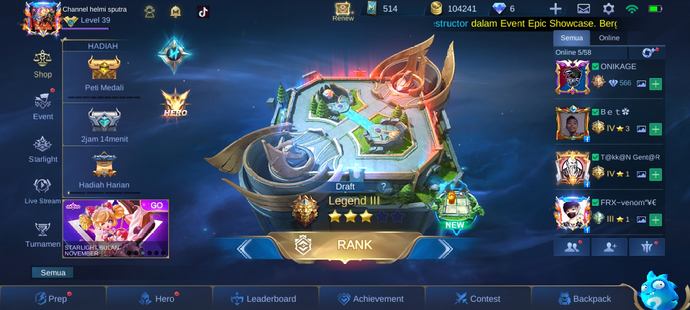 Channel helmi sputra
Level 39
Renew
514
104241
6
structor dalam Event Epic Showcase. Berg
Shop
Event
Starlight
Live Stream
Turnamen
HADIAH
Peti Medali
2jam 14menit
Hadiah Harian
GO
STARLIGHT BULAN
NOVEMBER
Semua
HERO
Draft
?
Legend III
RANK
NEW
Semua
Online
Online 5/58
ONIKAGE
566
Bet✿
IV ★ 3
T@kk@N Gent@R
IV ★ 1
FRX~venom°¥€
III ★ 1
Prep
Hero
Leaderboard
Achievement
Contest
Backpack